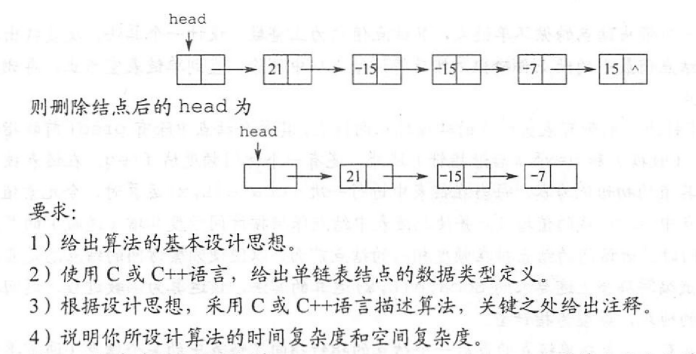 head
21 -15 -15 -7 15 ^
则删除结点后的 head 为
head
21 -15 -7
要求：
1）给出算法的基本设计思想。
2）使用 C 或 C++语言，给出单链表结点的数据类型定义。
3）根据设计思想，采用 C 或 C++语言描述算法，关键之处给出注释。
4）说明你所设计算法的时间复杂度和空间复杂度。